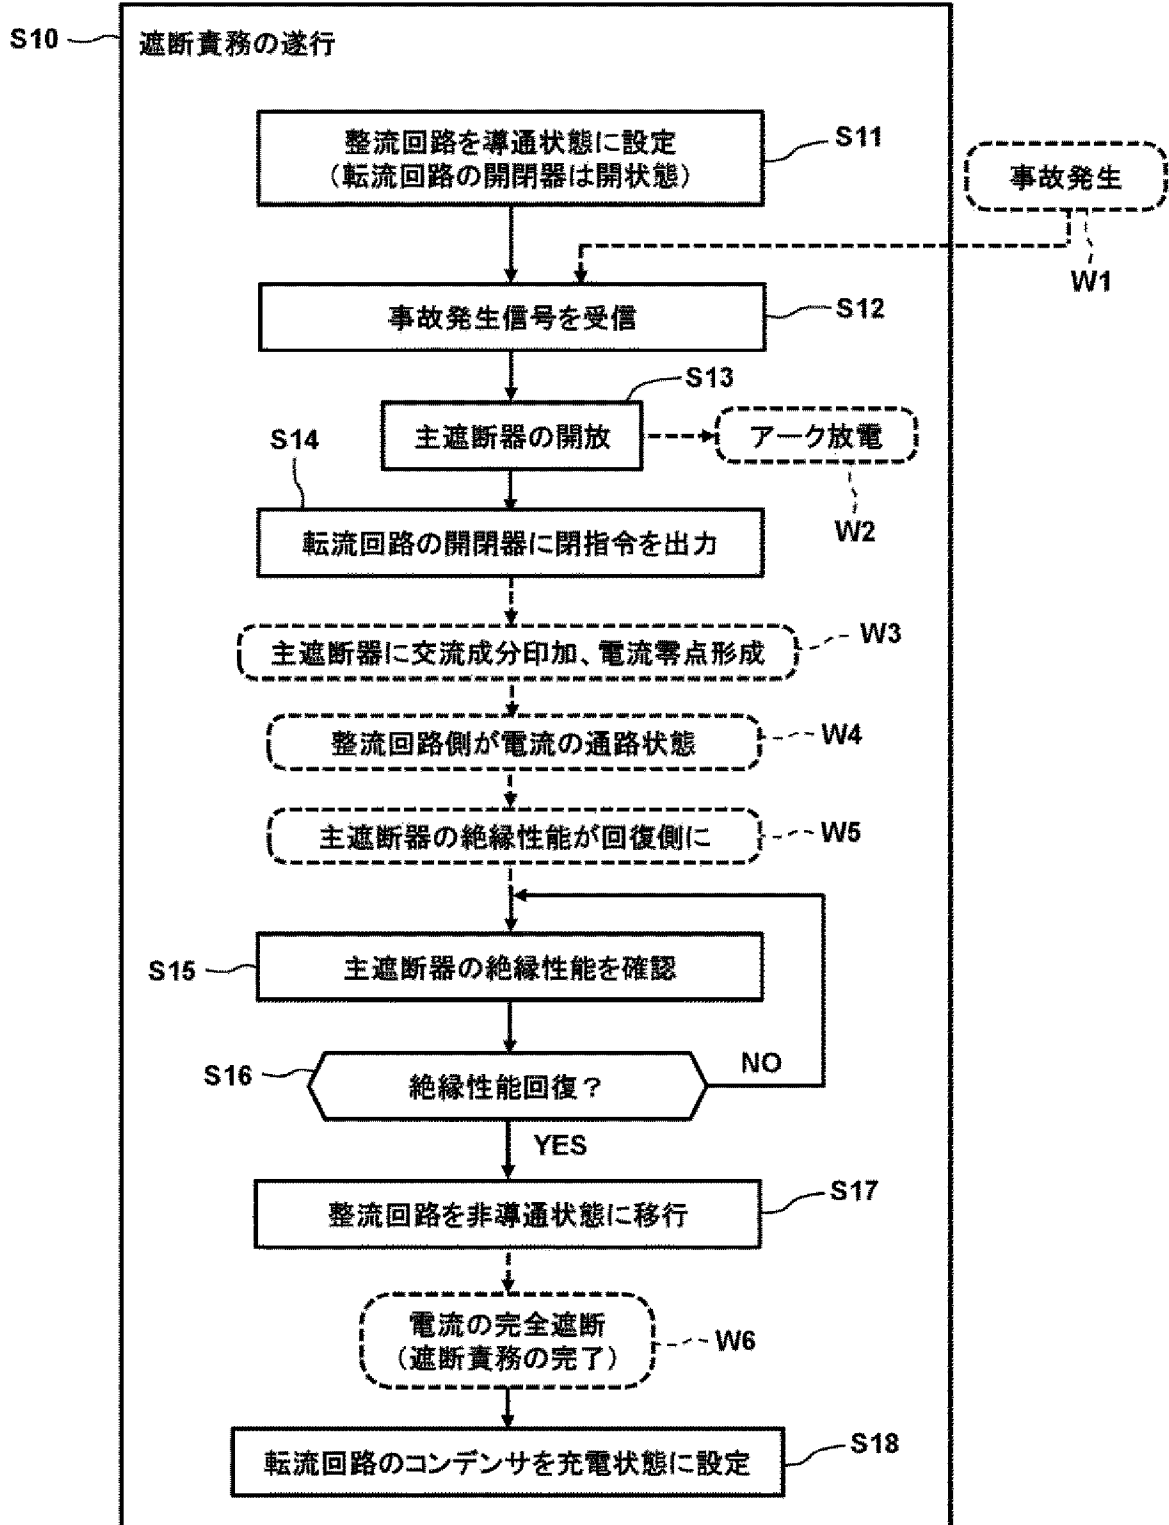 S10
遮断責務の遂行
整流回路を導通状態に設定
（転流回路の開閉器は開状態）
S11
事故発生
W1
事故発生信号を受信
S12
S13
主遮断器の開放
アーク放電
W2
S14
転流回路の開閉器に閉指令を出力
主遮断器に交流成分印加、電流零点形成
W3
整流回路側が電流の通路状態
W4
主遮断器の絶縁性能が回復側に
W5
S15
主遮断器の絶縁性能を確認
S16
絶縁性能回復？
NO
YES
整流回路を非導通状態に移行
S17
電流の完全遮断
（遮断責務の完了）
W6
転流回路のコンデンサを充電状態に設定
S18